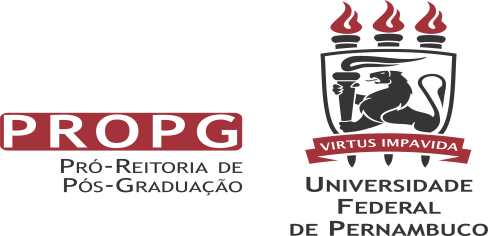 PROPG
PRÓ-REITORIA DE
PÓS-GRADUAÇÃO
VIRTUS IMPAVIDA
UNIVERSIDADE
FEDERAL
DE PERNAMBUCO